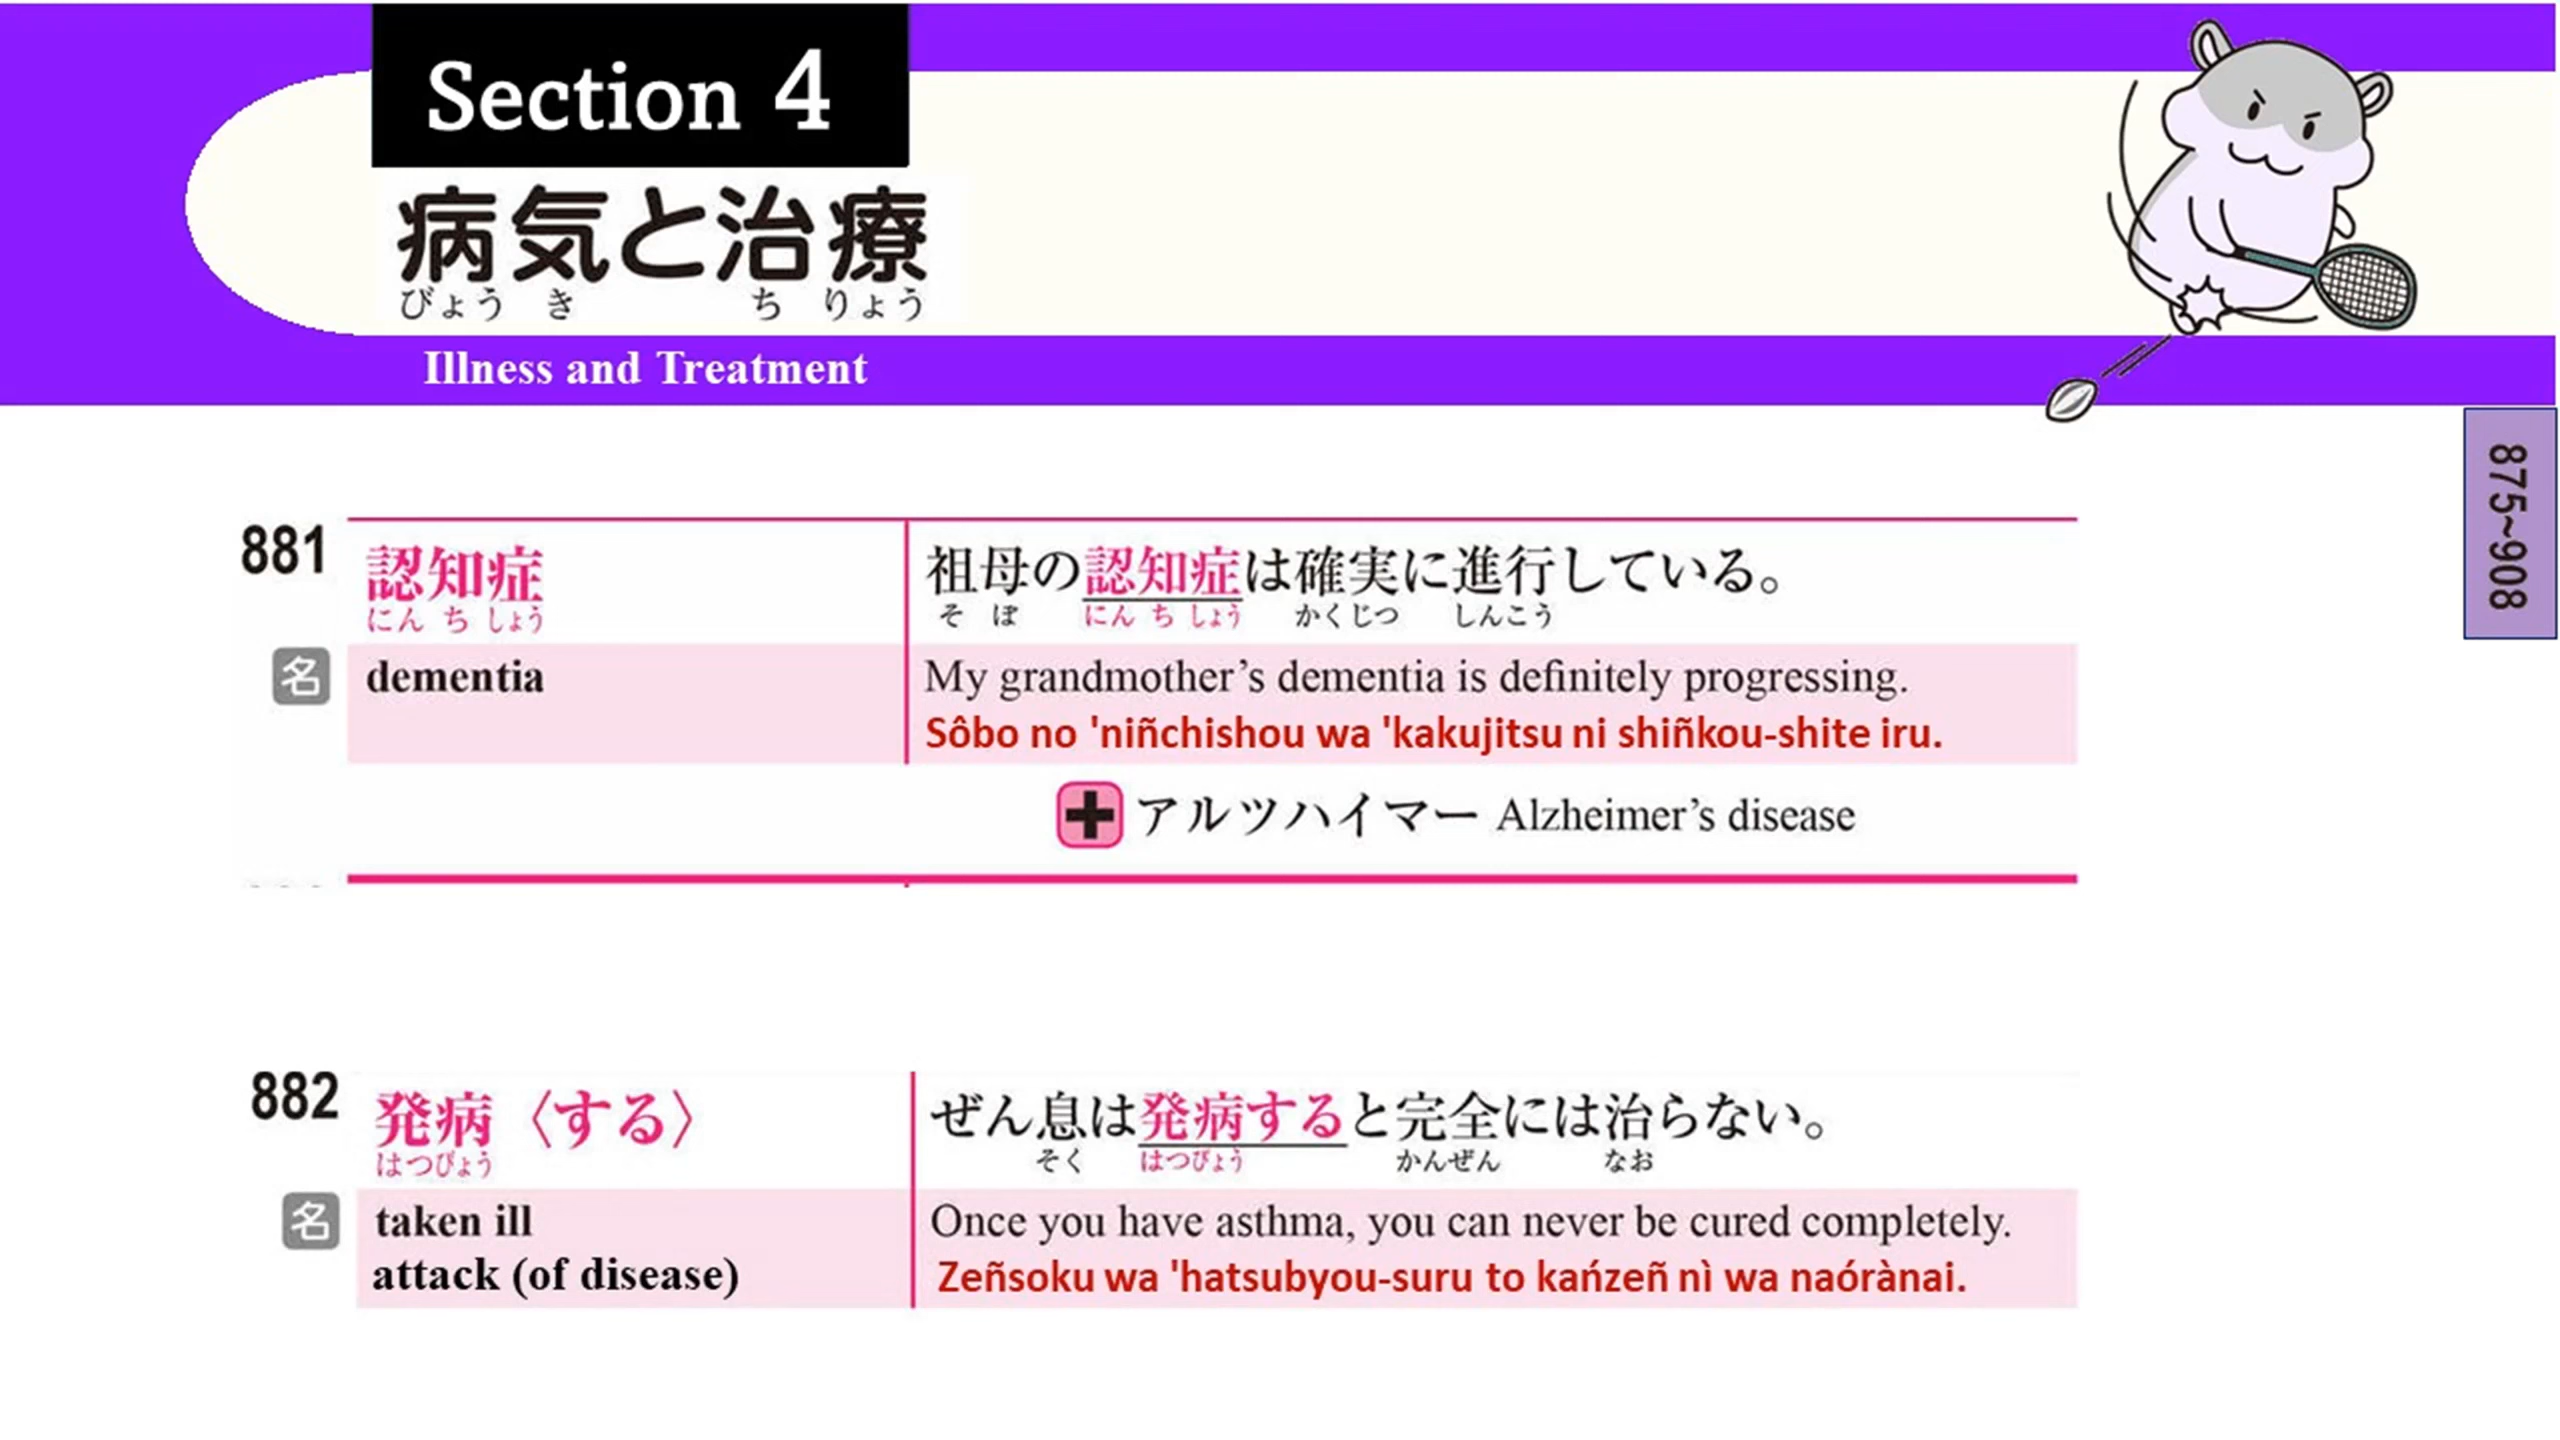 Section 4
病気と治療
びょう き ち りょう
Illness and Treatment
875~908
881
認知症
にん ち しょう
祖母の認知症は確実に進行している。
そ ぼ にん ち しょう かくじつ しんこう
名
dementia
My grandmother’s dementia is definitely progressing.
Sôbo no 'niñchishou wa 'kakujitsu ni shiñkou-shite iru.
アルツハイマー Alzheimer’s disease
882
発病〈する〉
はつびょう
ぜん息は発病すると完全には治らない。
そく はつびょう かんぜん なお
名
taken ill
attack (of disease)
Once you have asthma, you can never be cured completely.
Zeñsoku wa 'hatsubyou-suru to kańzeñ nì wa naórànai.